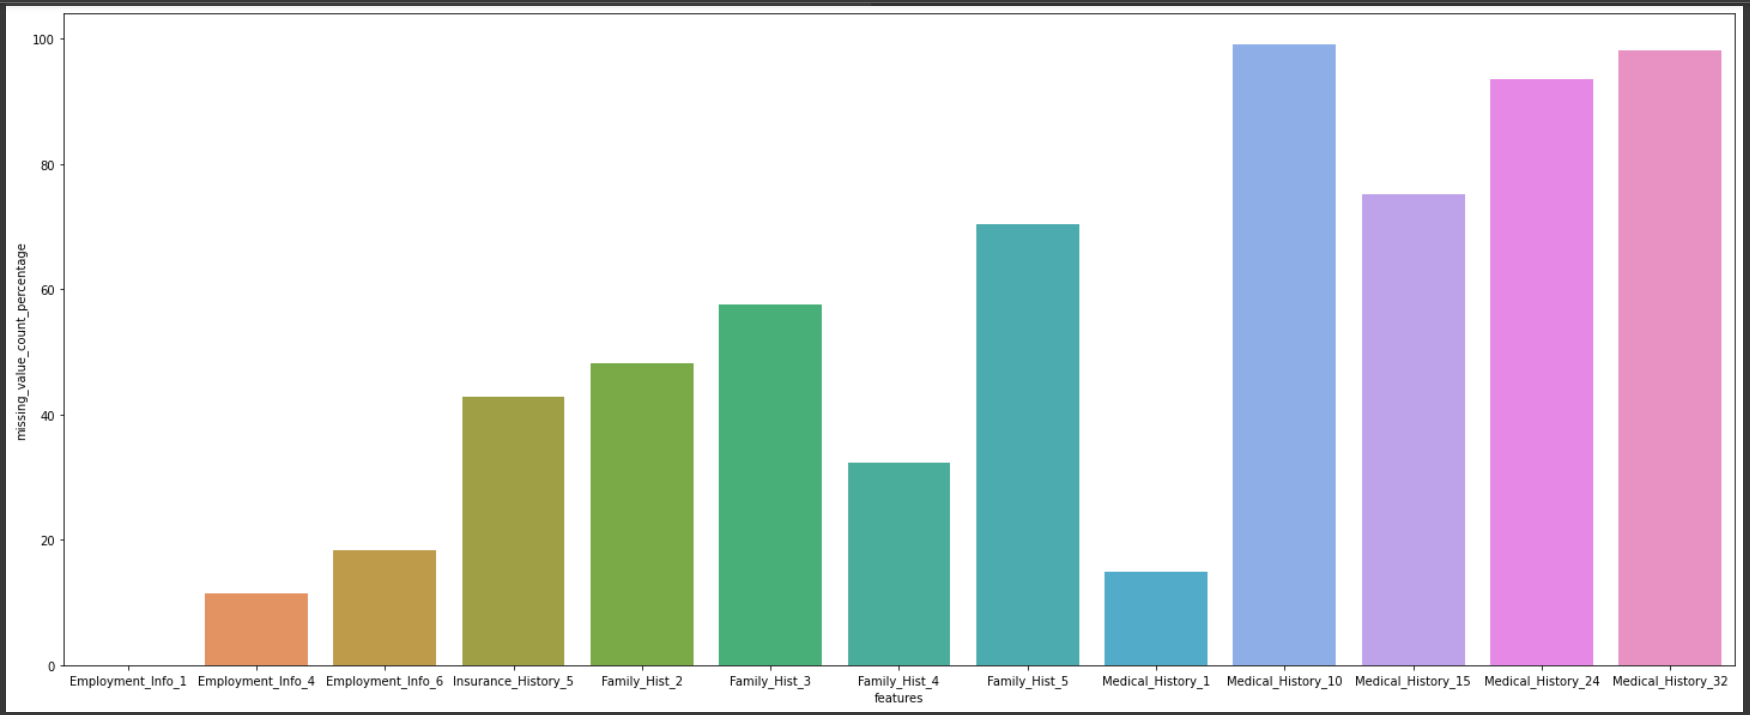 missing_value_count_percentage
100
80
60
40
20
0
Employment_Info_1 Employment_Info_4 Employment_Info_6 Insurance_History_5 Family_Hist_2 Family_Hist_3 Family_Hist_4 Family_Hist_5 Medical_History_1 Medical_History_10 Medical_History_15 Medical_History_24 Medical_History_32
features